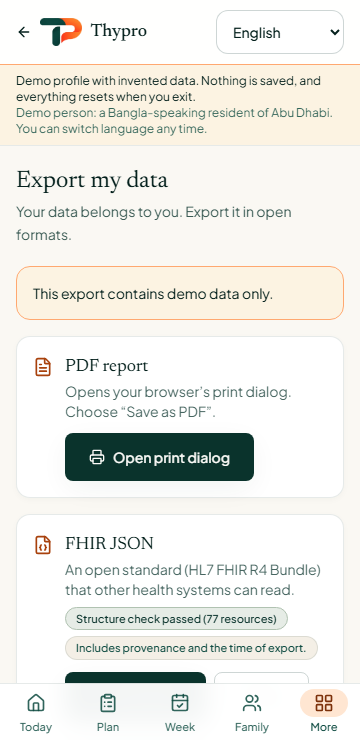 Thypro
English
Demo profile with invented data. Nothing is saved, and
everything resets when you exit.
Demo person: a Bangla-speaking resident of Abu Dhabi.
You can switch language any time.
Export my data
Your data belongs to you. Export it in open
formats.
This export contains demo data only.
PDF report
Opens your browser's print dialog.
Choose “Save as PDF”.
Open print dialog
FHIR JSON
An open standard (HL7 FHIR R4 Bundle)
that other health systems can read.
Structure check passed (77 resources)
Includes provenance and the time of export.
Today
Plan
Week
Family
More